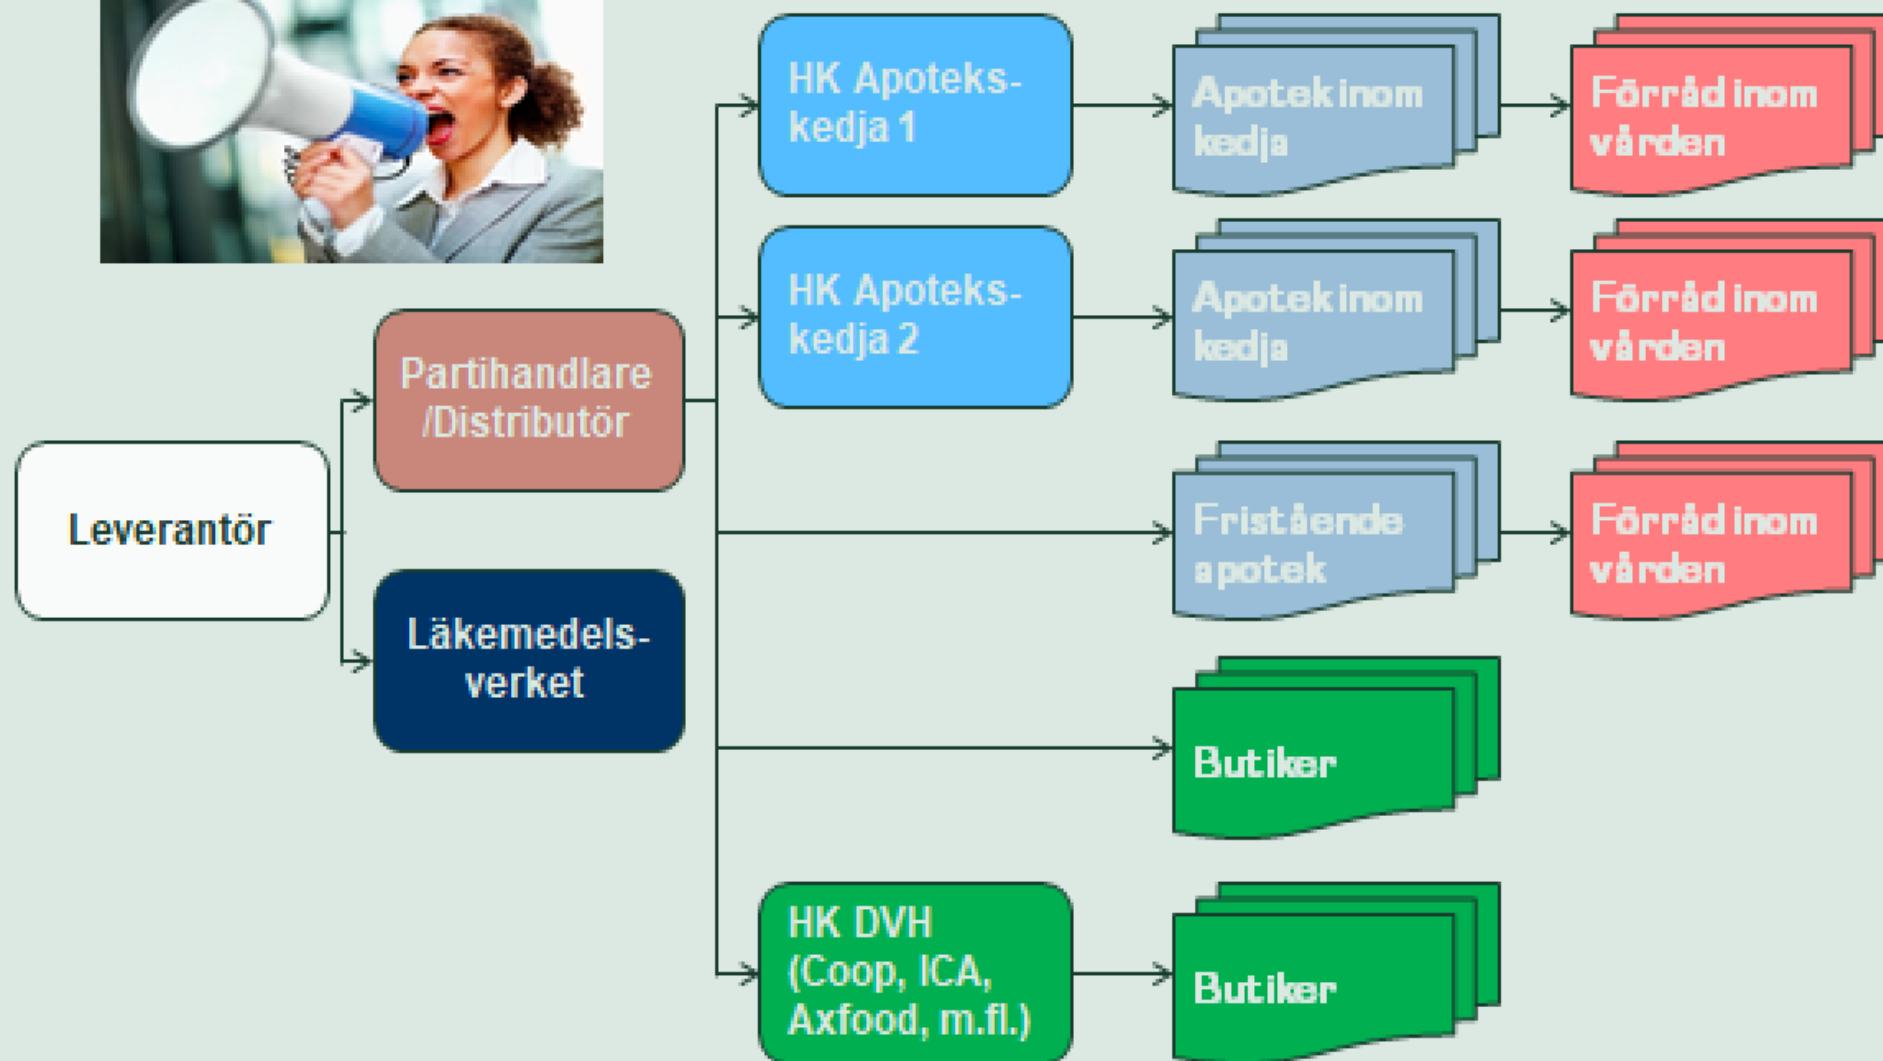 HK Apoteks-
kedja 1
Apotek inom
kedja
Förråd inom
vården
HK Apoteks-
kedja 2
Apotek inom
kedja
Förråd inom
vården
Partihandlare
/Distributör
Leverantör
Fristående
apotek
Förråd inom
vården
Läkemedels-
verket
Butiker
HK DVH
(Coop, ICA,
Axfood, m.fl.)
Butiker